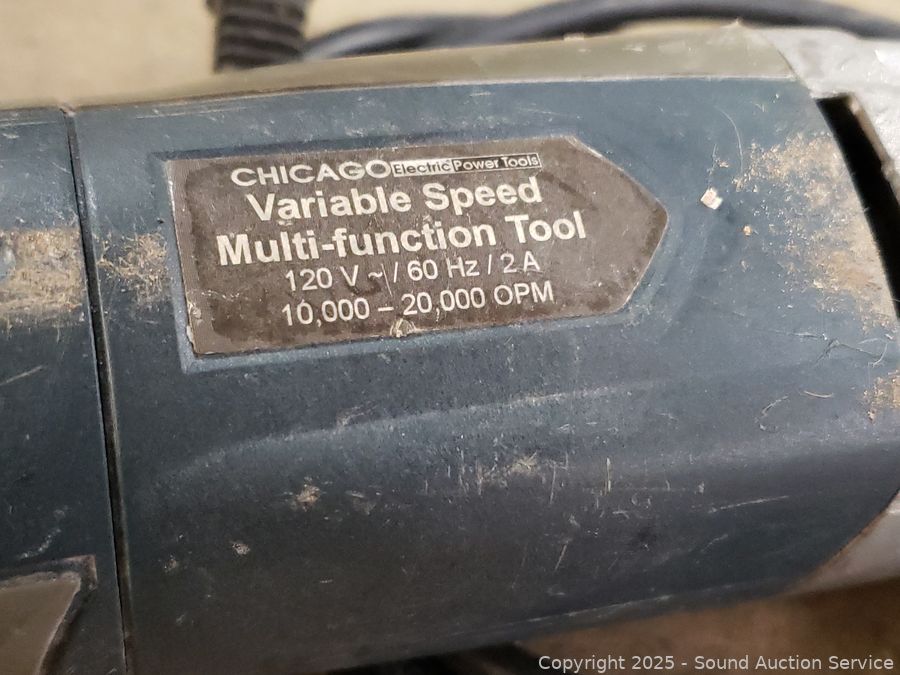 CHICAGO Electric Power Tools
Variable Speed
Multi-function Tool
120 V ~ / 60 Hz / 2 A
10,000 – 20,000 OPM
Copyright © 2025 - Sound Auction Service